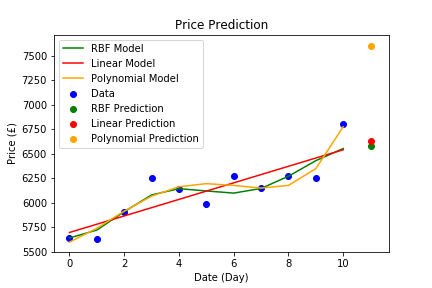 Price Prediction
RBF Model
Linear Model
Polynomial Model
Data
RBF Prediction
Linear Prediction
Polynomial Prediction
7500
7250
7000
6750
6500
6250
6000
5750
5500
Price (£)
0 2 4 6 8 10
Date (Day)